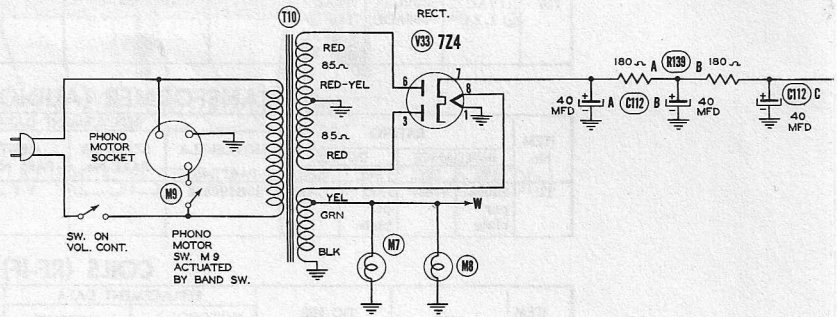 RECT.
T10
V33 7Z4
RED
85Ω
RED-YEL
85Ω
RED
6
3
7
8
1
180Ω A R139 B 180Ω
40 MFD
A C112 B
40 MFD
C112 C
40 MFD
PHONO
MOTOR
SOCKET
M9
SW. ON
VOL. CONT.
PHONO
MOTOR
SW. M9
ACTUATED
BY BAND SW.
YEL
GRN
BLK
W
M7
M8